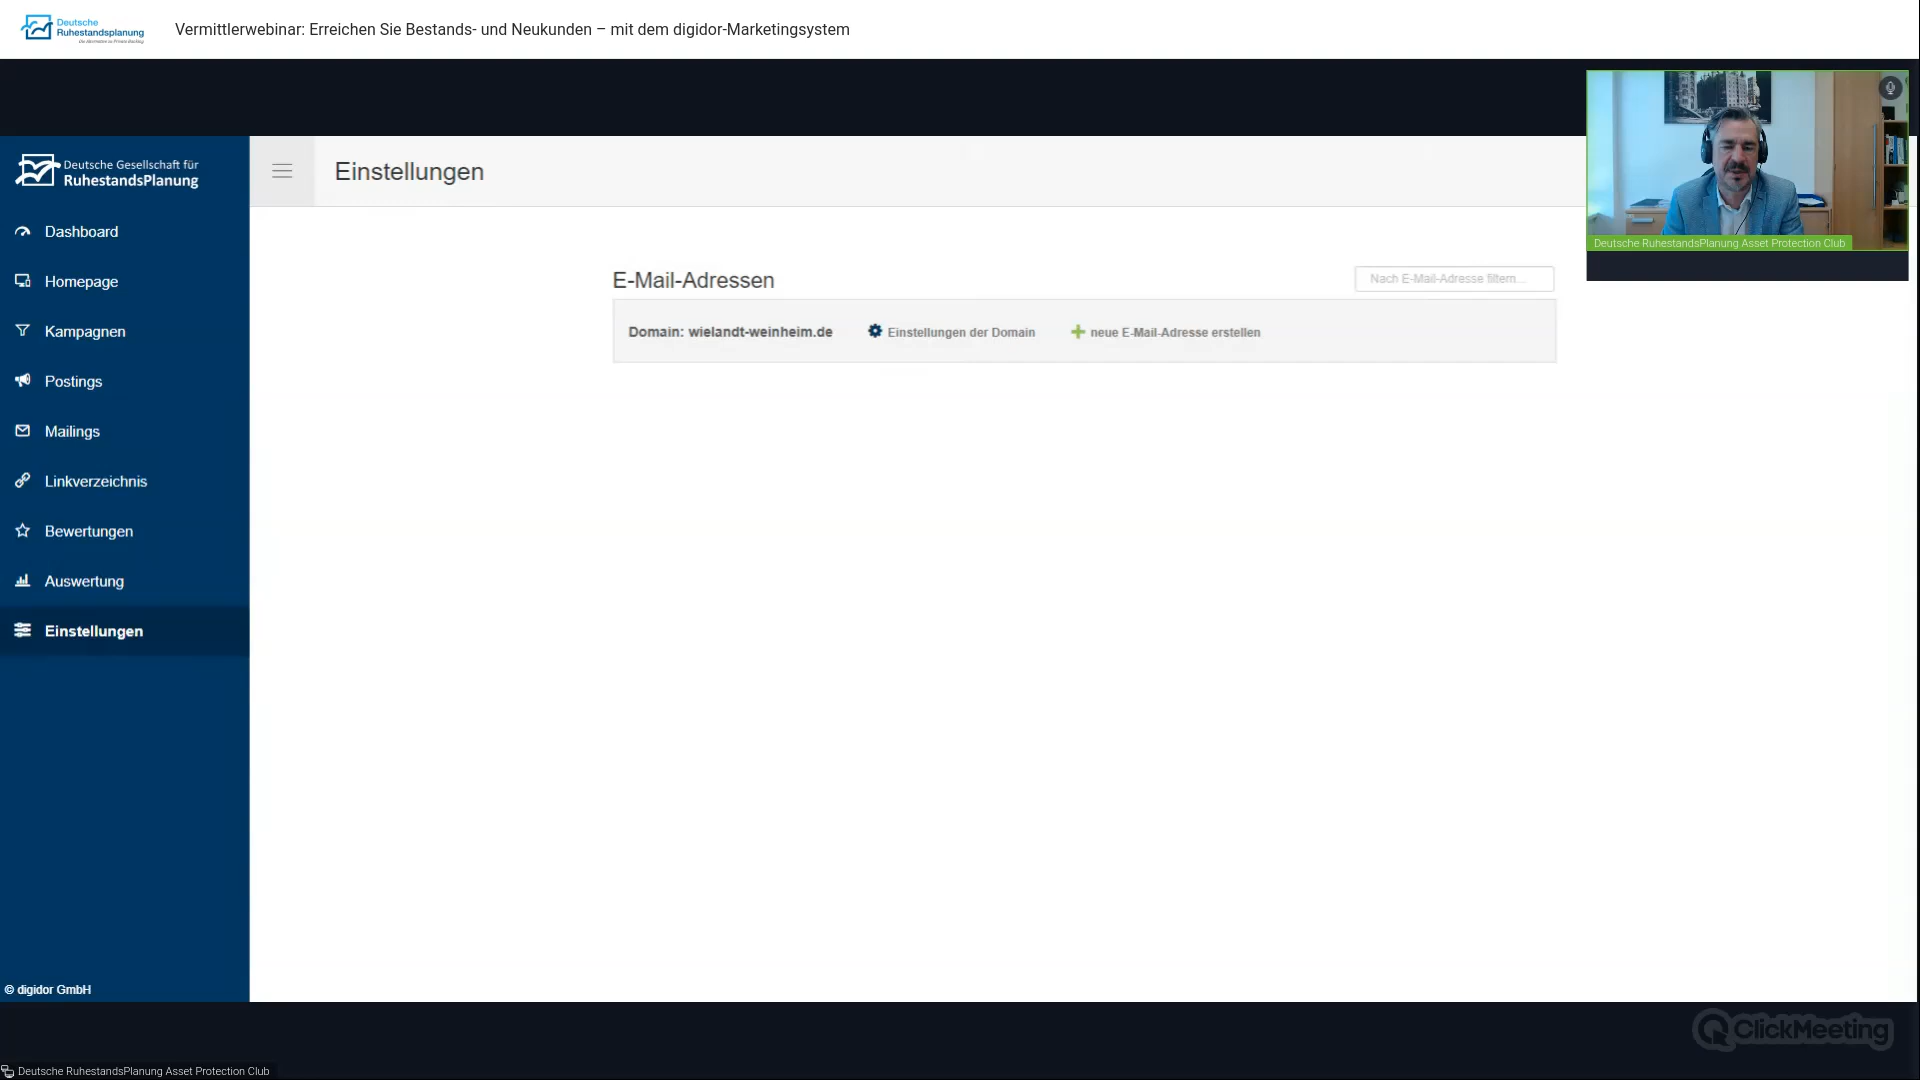 Deutsche
Ruhestandsplanung
Vermittlerwebinar: Erreichen Sie Bestands- und Neukunden – mit dem digidor-Marketingsystem
Deutsche RuhestandsPlanung Asset Protection Club
Deutsche Gesellschaft für
RuhestandsPlanung
Einstellungen
Dashboard
Homepage
Kampagnen
Postings
Mailings
Linkverzeichnis
Bewertungen
Auswertung
Einstellungen
E-Mail-Adressen
Nach E-Mail-Adresse filtern...
Domain: wielandt-weinheim.de
Einstellungen der Domain
neue E-Mail-Adresse erstellen
© digidor GmbH
ClickMeeting
Deutsche RuhestandsPlanung Asset Protection Club